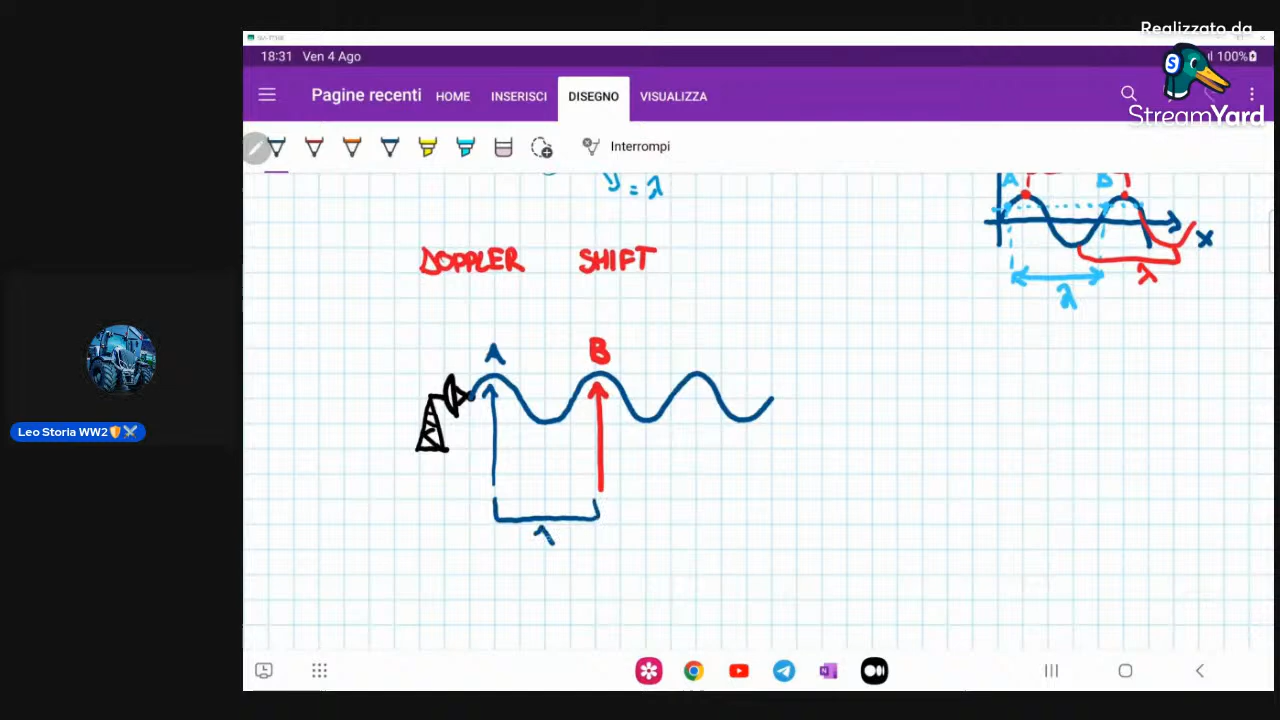 Realizzato da
StreamYard
18:31 Ven 4 Ago
100%
Pagine recenti HOME INSERISCI DISEGNO VISUALIZZA
Interrompi
= λ
A B
x
λ
λ
DOPPLER SHIFT
A B
λ
Leo Storia WW2🛡️⚔️